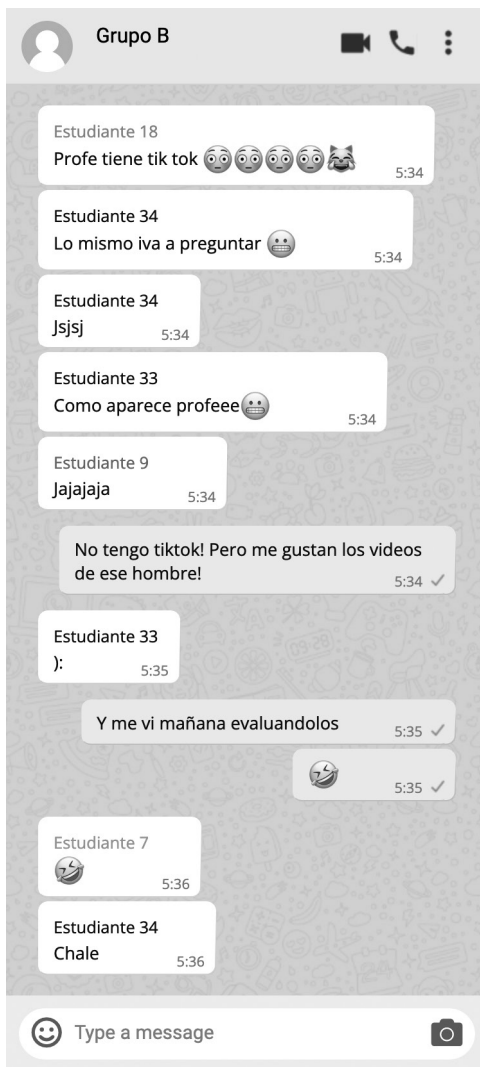 Grupo B
Estudiante 18
Profe tiene tik tok 😳😳😳😳😹
5:34
Estudiante 34
Lo mismo iva a preguntar 😬
5:34
Estudiante 34
Jsjsj
5:34
Estudiante 33
Como aparece profeee😬
5:34
Estudiante 9
Jajajaja
5:34
No tengo tiktok! Pero me gustan los videos
de ese hombre!
5:34
Estudiante 33
):
5:35
Y me vi mañana evaluandolos
5:35
🤣
5:35
Estudiante 7
🤣
5:36
Estudiante 34
Chale
5:36
Type a message